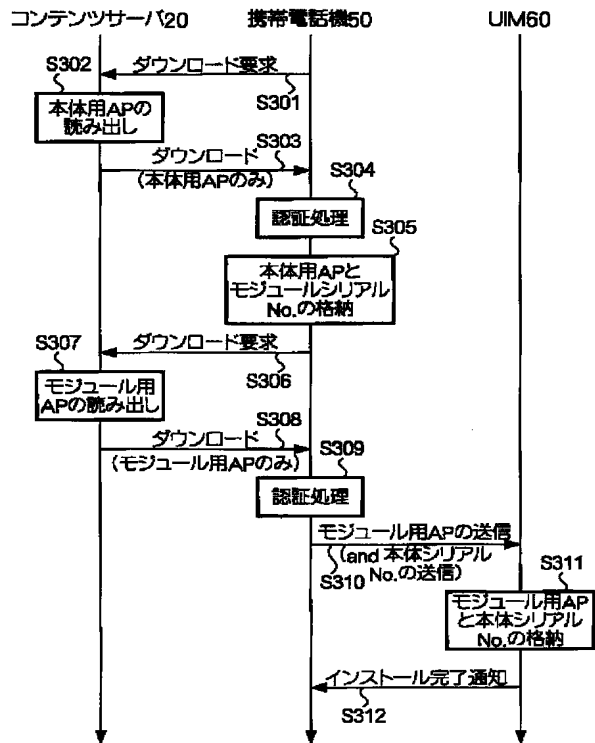 コンテンツサーバ20
携帯電話機50
UIM60
S302
ダウンロード要求
S301
本体用APの
読み出し
S303
ダウンロード
(本体用APのみ)
S304
認証処理
S305
本体用APと
モジュールシリアル
No.の格納
S307
ダウンロード要求
S306
モジュール用
APの読み出し
S308
ダウンロード
(モジュール用APのみ)
S309
認証処理
モジュール用APの送信
(and 本体シリアル
No.の送信)
S310
S311
モジュール用AP
と本体シリアル
No.の格納
インストール完了通知
S312